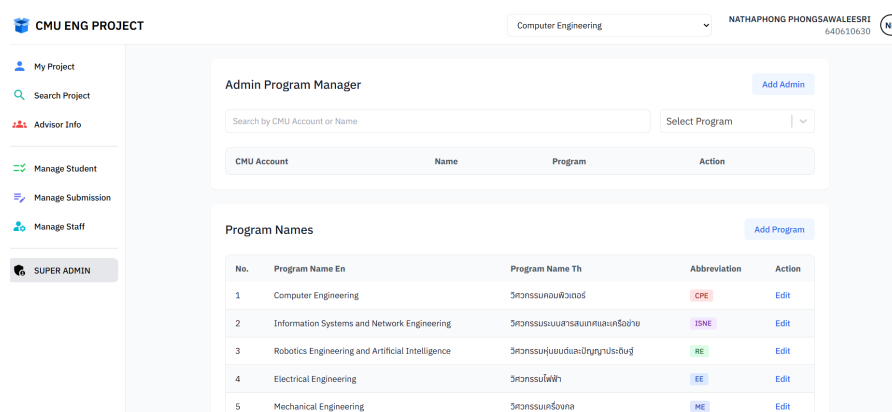 CMU ENG PROJECT
Computer Engineering
NATHAPHONG PHONGSAWALEESRI
640610630
My Project
Search Project
Advisor Info
Manage Student
Manage Submission
Manage Staff
SUPER ADMIN
Admin Program Manager
Add Admin
Search by CMU Account or Name
Select Program
CMU Account Name Program Action
Program Names
Add Program
No. Program Name En Program Name Th Abbreviation Action
1 Computer Engineering วิศวกรรมคอมพิวเตอร์ CPE Edit
2 Information Systems and Network Engineering วิศวกรรมระบบสารสนเทศและเครือข่าย ISNE Edit
3 Robotics Engineering and Artificial Intelligence วิศวกรรมหุ่นยนต์และปัญญาประดิษฐ์ RE Edit
4 Electrical Engineering วิศวกรรมไฟฟ้า EE Edit
5 Mechanical Engineering วิศวกรรมเครื่องกล ME Edit